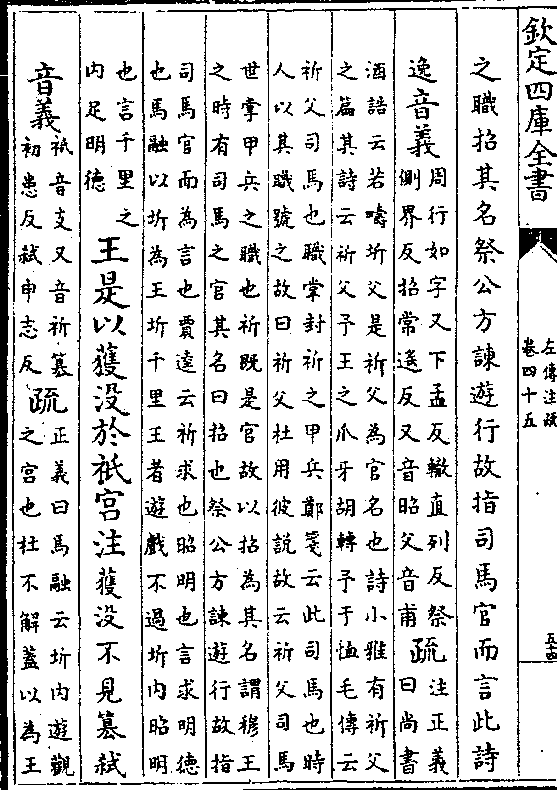 欽定四庫全書
左傳注疏
卷四十五
五十四
之職招其名祭公方諫遊行故指司馬官而言此詩
逸音義周行如字又下孟反轍直列反祭
側界反招常遙反又音昭父音甫疏注正義
曰尚書
酒誥云若疇圻父是祈父為官名也詩小雅有祈父
之篇其詩云祈父予王之爪牙胡轉予于恤毛傳云
祈父司馬也職掌封祈之甲兵鄭箋云此司馬也時
人以其職號之故曰祈父杜用彼說故云祈父司馬
世掌甲兵之職也祈既是官故以招為其名謂穆王
之時有司馬之官其名曰招也祭公方諫遊行故指
司馬官而為言也賈逵云祈求也昭明也言求明德
也馬融以圻為王圻千里王者遊戲不過圻內昭明
也言千里之
內足明德
王是以獲沒於祇宮注獲沒不見篡弒
音義祇音支又音祈篡
初患反弒申志反疏正義曰馬融云圻內遊觀
之宮也杜不解蓋以為王